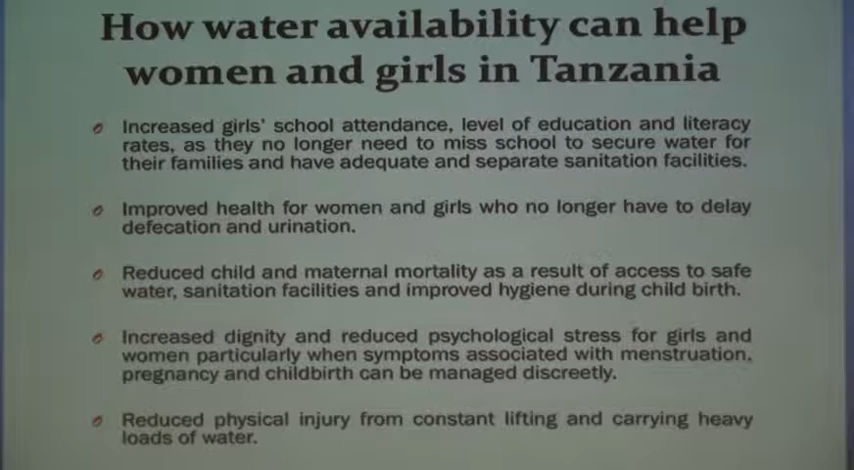 How water availability can help
women and girls in Tanzania
Increased girls' school attendance, level of education and literacy
rates, as they no longer need to miss school to secure water for
their families and have adequate and separate sanitation facilities.
Improved health for women and girls who no longer have to delay
defecation and urination.
Reduced child and maternal mortality as a result of access to safe
water, sanitation facilities and improved hygiene during child birth.
Increased dignity and reduced psychological stress for girls and
women particularly when symptoms associated with menstruation,
pregnancy and childbirth can be managed discreetly.
Reduced physical injury from constant lifting and carrying heavy
loads of water.